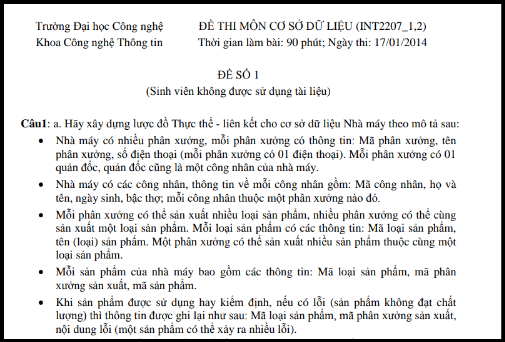 Trường Đại học Công nghệ ĐỀ THI MÔN CƠ SỞ DỮ LIỆU (INT2207_1,2)
Khoa Công nghệ Thông tin Thời gian làm bài: 90 phút; Ngày thi: 17/01/2014
ĐỀ SỐ 1
(Sinh viên không được sử dụng tài liệu)
Câu1: a. Hãy xây dựng lược đồ Thực thể - liên kết cho cơ sở dữ liệu Nhà máy theo mô tả sau:
• Nhà máy có nhiều phân xưởng, mỗi phân xưởng có thông tin: Mã phân xưởng, tên
phân xưởng, số điện thoại (mỗi phân xưởng có 01 điện thoại). Mỗi phân xưởng có 01
quản đốc, quản đốc cũng là một công nhân của nhà máy.
• Nhà máy có các công nhân, thông tin về mỗi công nhân gồm: Mã công nhân, họ và
tên, ngày sinh, bậc thợ; mỗi công nhân thuộc một phân xưởng nào đó.
• Mỗi phân xưởng có thể sản xuất nhiều loại sản phẩm, nhiều phân xưởng có thể cùng
sản xuất một loại sản phẩm. Mỗi loại sản phẩm có các thông tin: Mã loại sản phẩm,
tên (loại) sản phẩm. Một phân xưởng có thể sản xuất nhiều sản phẩm thuộc cùng một
loại sản phẩm.
• Mỗi sản phẩm của nhà máy bao gồm các thông tin: Mã loại sản phẩm, mã phân
xưởng sản xuất, mã sản phẩm.
• Khi sản phẩm được sử dụng hay kiểm định, nếu có lỗi (sản phẩm không đạt chất
lượng) thì thông tin được ghi lại như sau: Mã loại sản phẩm, mã phân xưởng sản xuất,
nội dung lỗi (một sản phẩm có thể xảy ra nhiều lỗi).